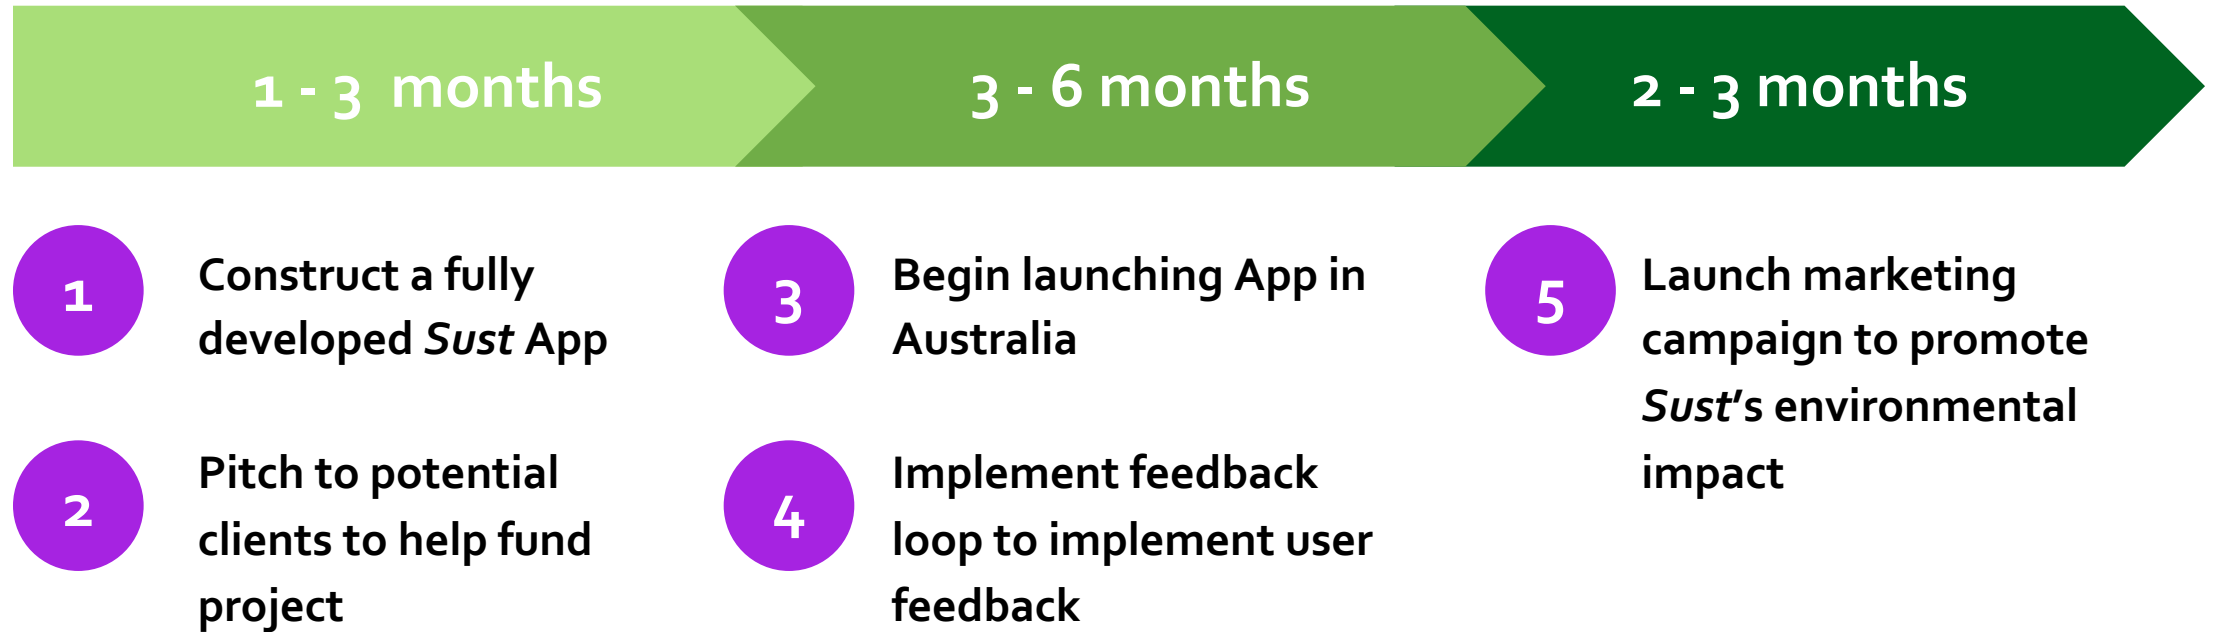 1 - 3 months
3 - 6 months
2 - 3 months
1
Construct a fully
developed Sust App
2
Pitch to potential
clients to help fund
project
3
Begin launching App in
Australia
4
Implement feedback
loop to implement user
feedback
5
Launch marketing
campaign to promote
Sust's environmental
impact